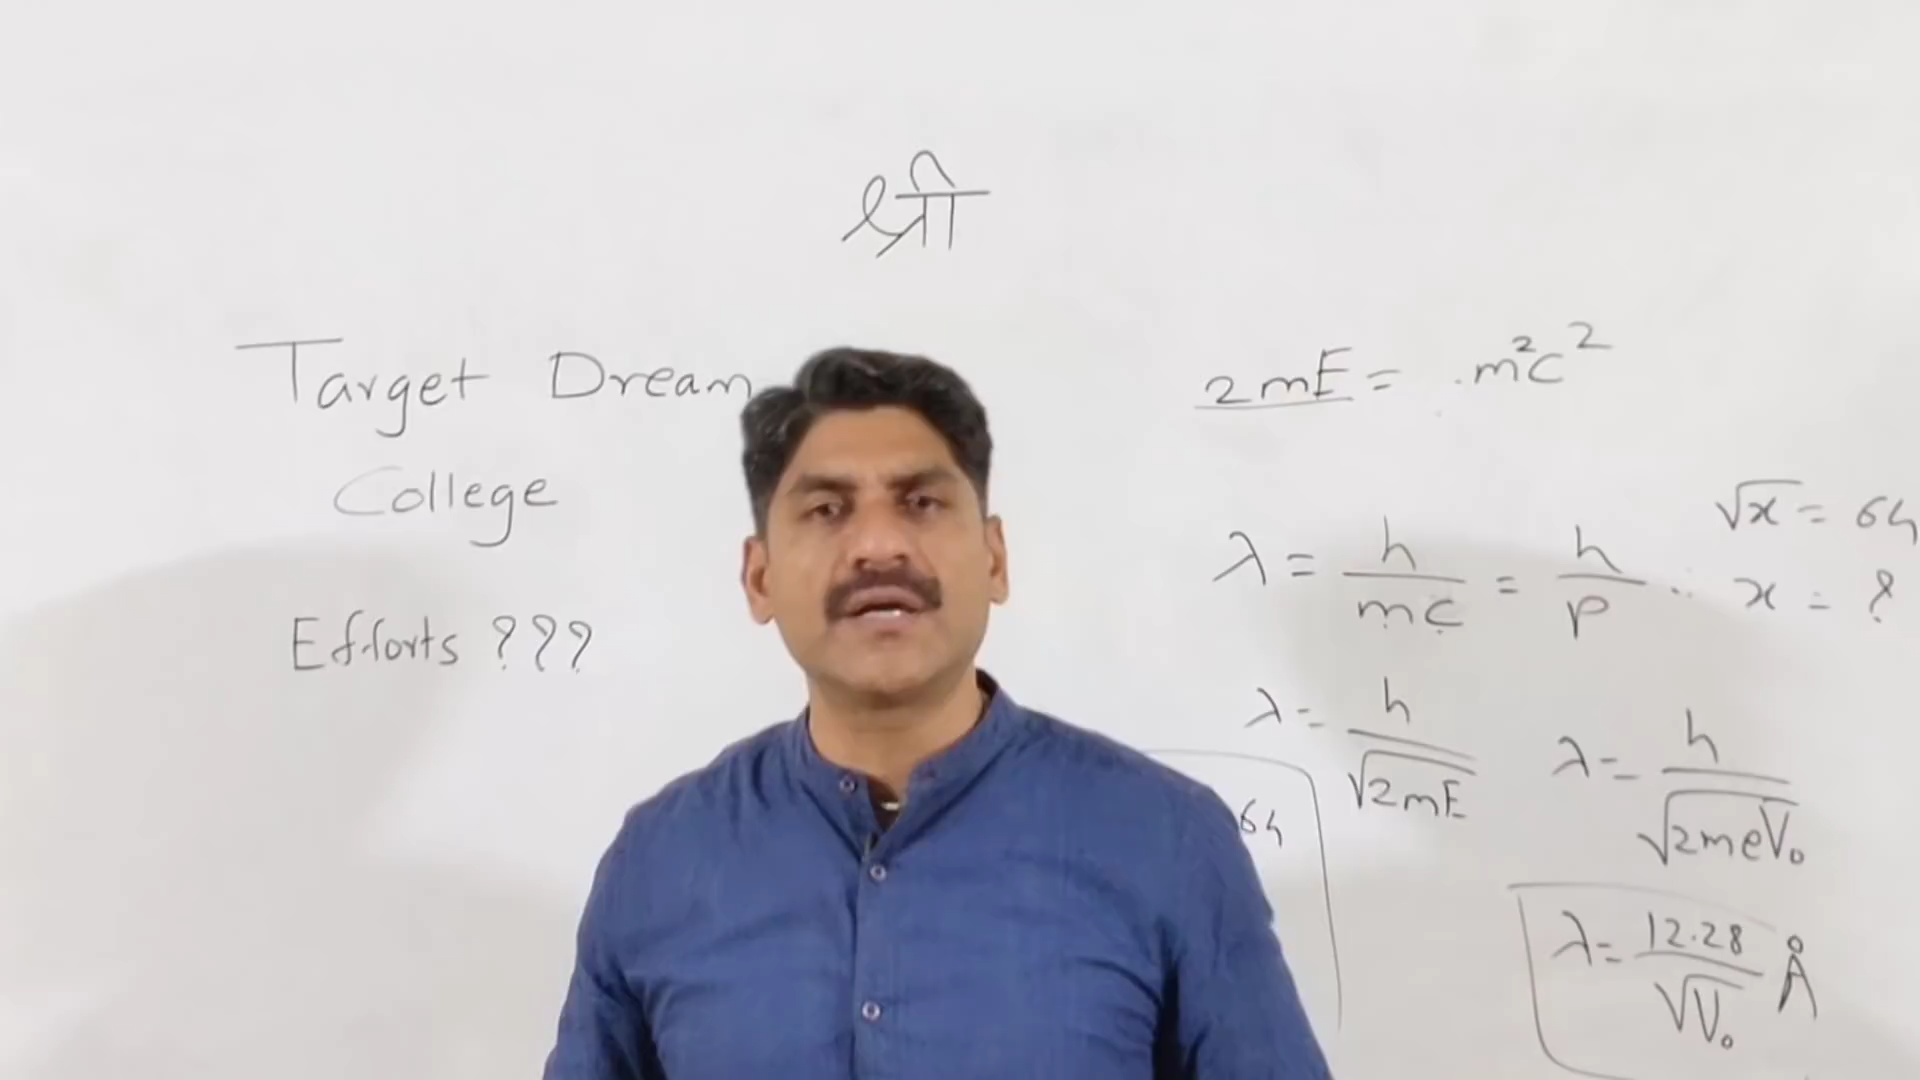 श्री
Target Dream
College
Efforts ???
2mE = m²c²
√x = 64
λ = h/mc = h/p
x = ?
λ = h/√2mE
λ = h/√2meV₀
64
λ = 12.28/√V₀ Å